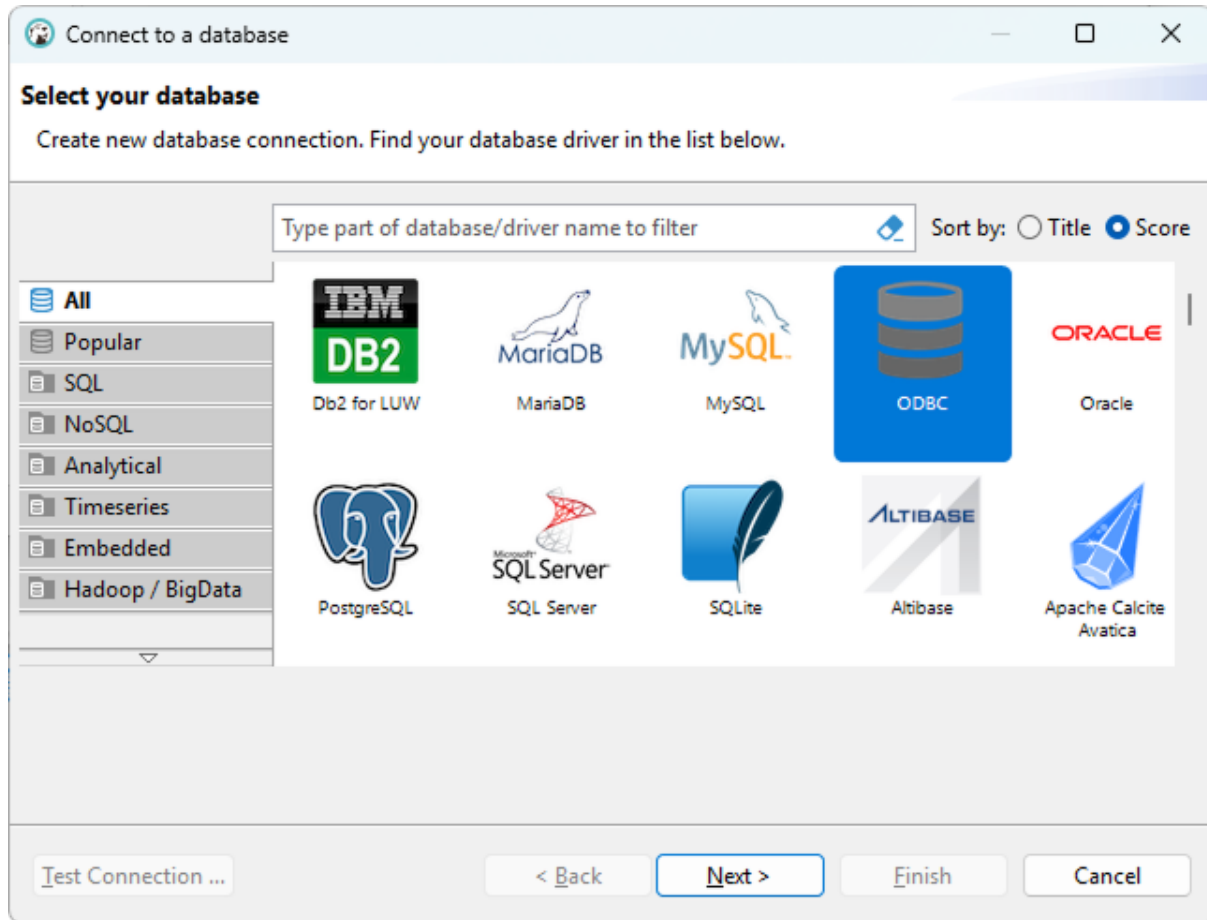 Connect to a database
Select your database
Create new database connection. Find your database driver in the list below.
Type part of database/driver name to filter
Sort by: Title Score
All
Popular
SQL
NoSQL
Analytical
Timeseries
Embedded
Hadoop / BigData
IBM
DB2
MariaDB
MySQL
ORACLE
Db2 for LUW
MariaDB
MySQL
ODBC
Oracle
Microsoft
SQL Server
ALTIBASE
PostgreSQL
SQL Server
SQLite
Altibase
Apache Calcite
Avatica
Test Connection ...
< Back
Next >
Finish
Cancel